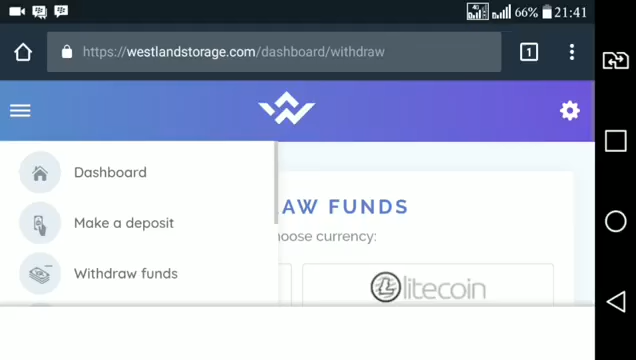 66% 21:41
https://westlandstorage.com/dashboard/withdraw
1
Dashboard
AW FUNDS
Make a deposit
hoose currency:
Withdraw funds
litecoin